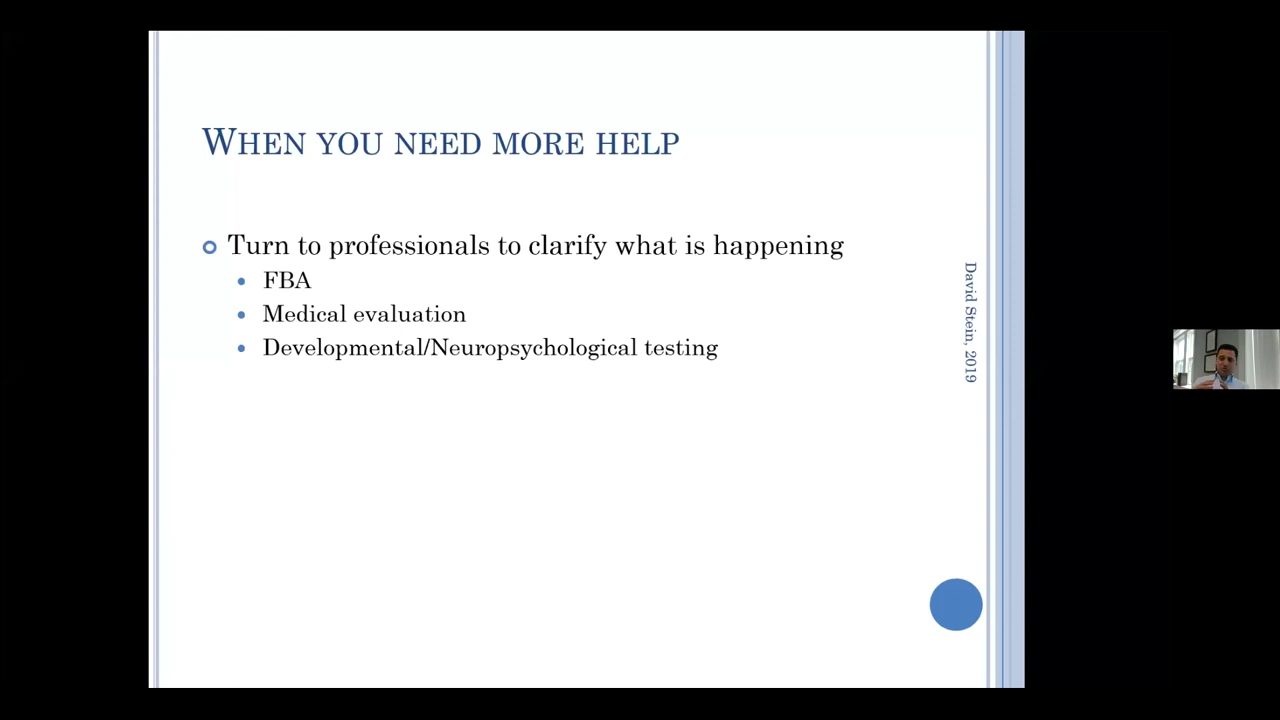 WHEN YOU NEED MORE HELP
Turn to professionals to clarify what is happening
FBA
Medical evaluation
Developmental/Neuropsychological testing
David Stein, 2019